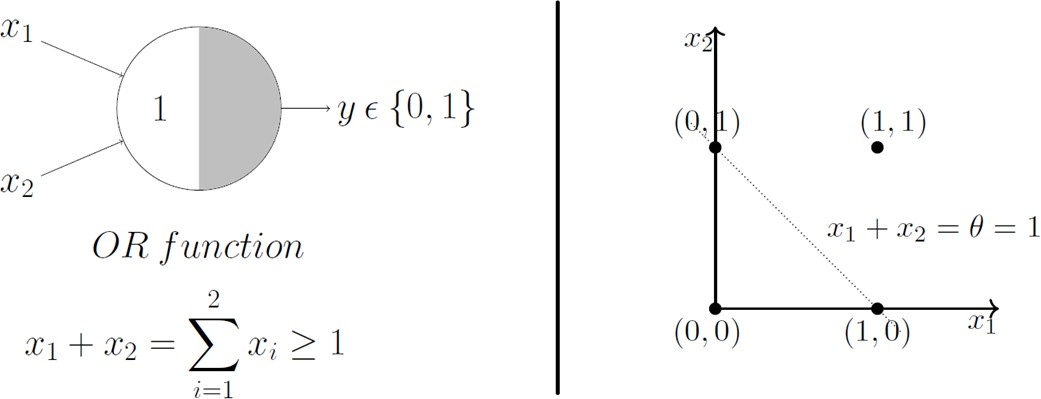 x₁
1
y ϵ {0, 1}
x₂
OR function
x₁ + x₂ = ∑_{i=1}^{2} xᵢ ≥ 1
x₂
(0, 1)
(1, 1)
x₁ + x₂ = θ = 1
(0, 0)
(1, 0)
x₁